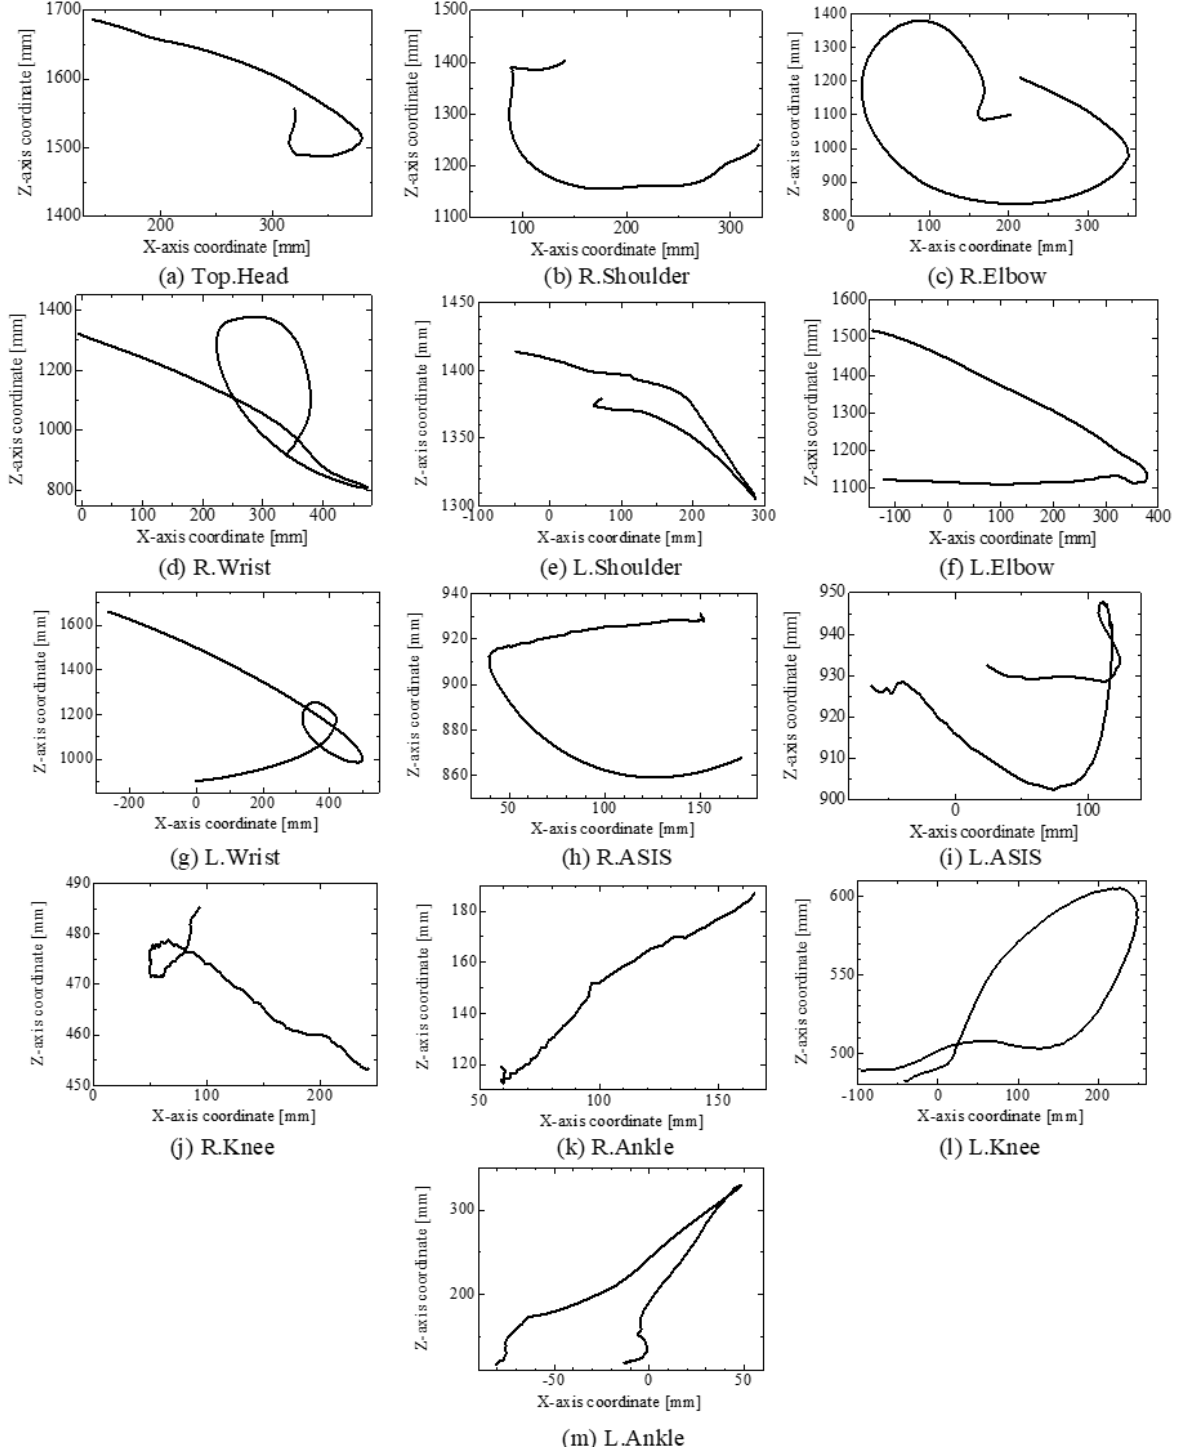 1700
1600
1500
1400
200 300
Z-axis coordinate [mm]
X-axis coordinate [mm]
(a) Top.Head
1500
1400
1300
1200
1100
100 200 300
Z-axis coordinate [mm]
X-axis coordinate [mm]
(b) R.Shoulder
1400
1300
1200
1100
1000
900
800
0 100 200 300
Z-axis coordinate [mm]
X-axis coordinate [mm]
(c) R.Elbow
1400
1200
1000
800
0 100 200 300 400
Z-axis coordinate [mm]
X-axis coordinate [mm]
(d) R.Wrist
1450
1400
1350
1300
-100 0 100 200 300
Z-axis coordinate [mm]
X-axis coordinate [mm]
(e) L.Shoulder
1600
1500
1400
1300
1200
1100
-100 0 100 200 300 400
Z-axis coordinate [mm]
X-axis coordinate [mm]
(f) L.Elbow
1600
1400
1200
1000
-200 0 200 400
Z-axis coordinate [mm]
X-axis coordinate [mm]
(g) L.Wrist
940
920
900
880
860
50 100 150
Z-axis coordinate [mm]
X-axis coordinate [mm]
(h) R.ASIS
950
940
930
920
910
900
0 100
Z-axis coordinate [mm]
X-axis coordinate [mm]
(i) L.ASIS
490
480
470
460
450
0 100 200
Z-axis coordinate [mm]
X-axis coordinate [mm]
(j) R.Knee
180
160
140
120
50 100 150
Z-axis coordinate [mm]
X-axis coordinate [mm]
(k) R.Ankle
600
550
500
-100 0 100 200
Z-axis coordinate [mm]
X-axis coordinate [mm]
(l) L.Knee
300
200
-50 0 50
Z-axis coordinate [mm]
X-axis coordinate [mm]
(m) L.Ankle